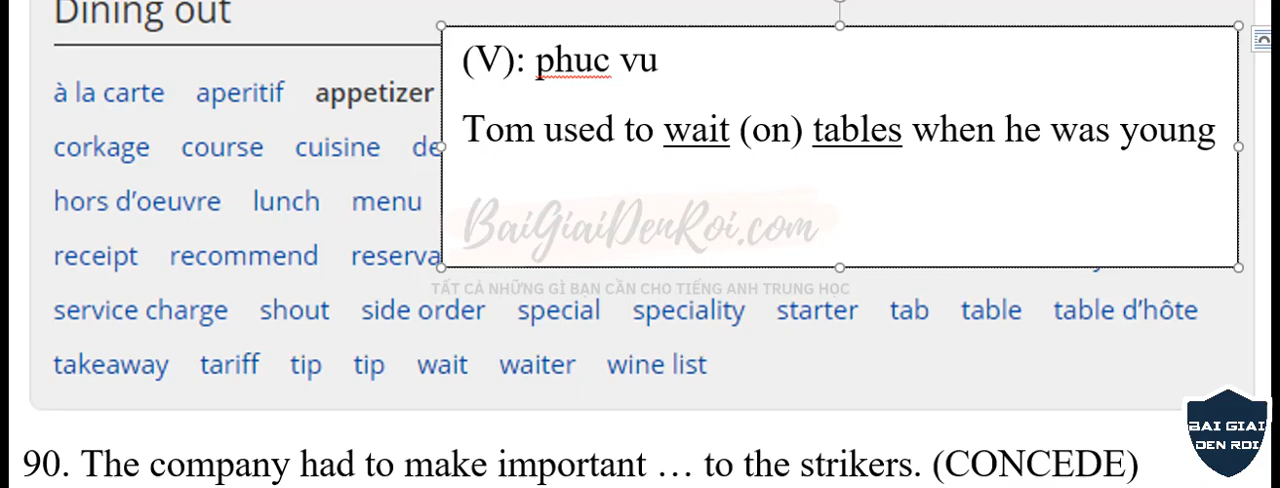 Dining out
(V): phuc vu
à la carte aperitif appetizer
Tom used to wait (on) tables when he was young
corkage course cuisine de
hors d’oeuvre lunch menu
BaiGiaiDenRoi.com
receipt recommend reserva
TẤT CẢ NHỮNG GÌ BẠN CẦN CHO TIẾNG ANH TRUNG HỌC
service charge shout side order special speciality starter tab table table d’hôte
takeaway tariff tip tip wait waiter wine list
BAI GIAI
DEN ROI
90. The company had to make important … to the strikers. (CONCEDE)